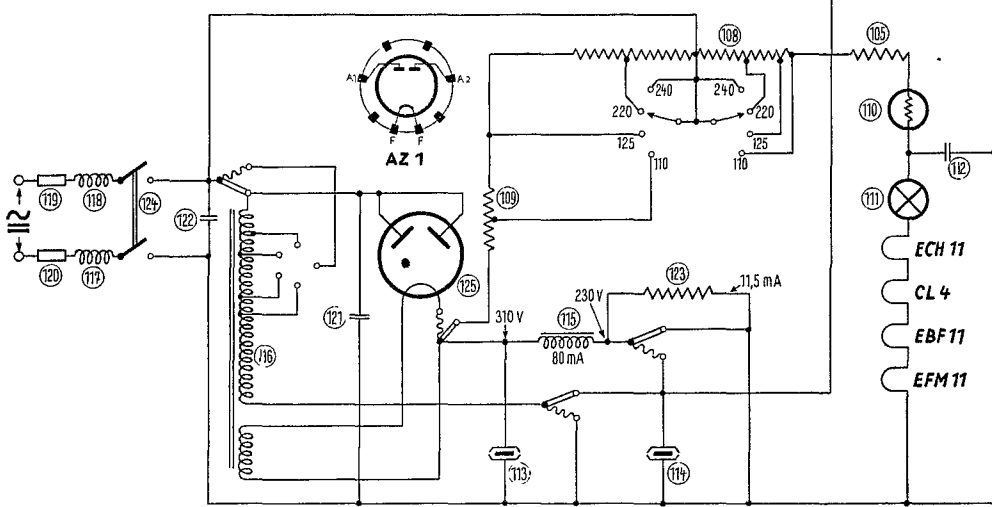 108
105
A1
A2
240
240
220
220
110
F
F
125
125
AZ 1
110
110
112
109
119
118
124
122
111
ECH 11
120
117
125
123
11,5 mA
CL 4
121
310 V
230 V
115
EBF 11
116
80 mA
EFM 11
113
114